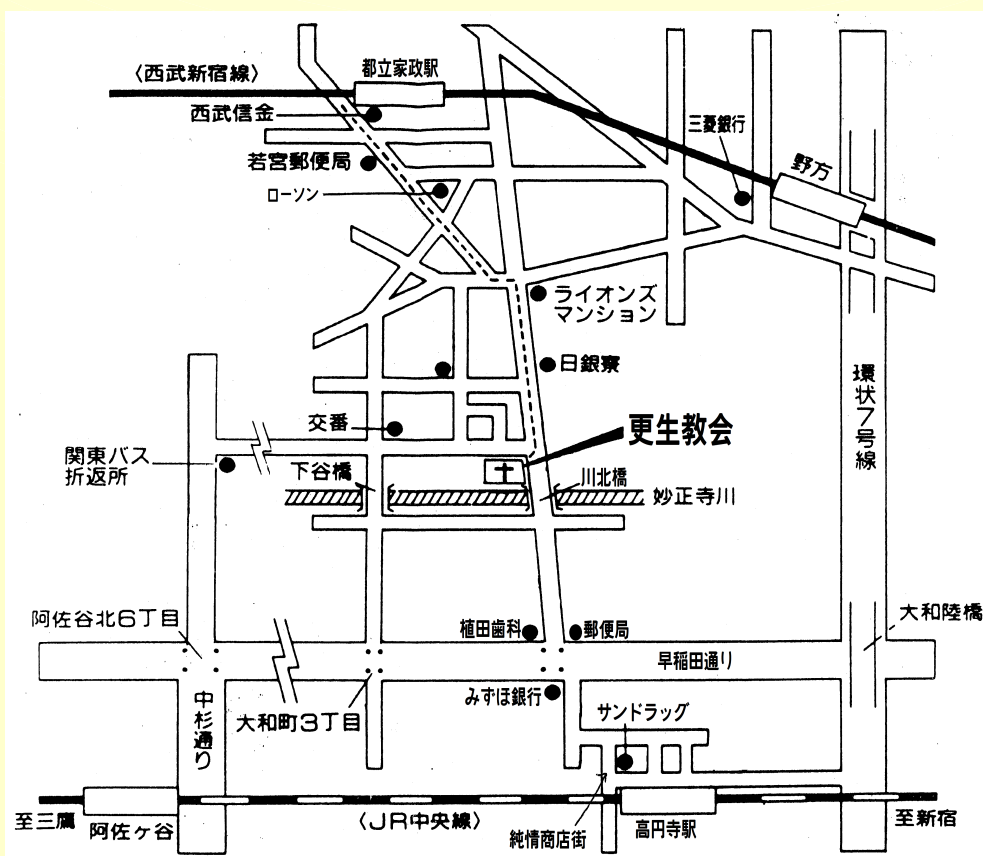 〈西武新宿線〉
都立家政駅
西武信金
三菱銀行
若宮郵便局
野方
ローソン
ライオンズ
マンション
日銀寮
環状7号線
交番
更生教会
関東バス
折返所
下谷橋
川北橋
妙正寺川
阿佐谷北6丁目
大和陸橋
植田歯科
郵便局
早稲田通り
みずほ銀行
中杉通り
大和町3丁目
サンドラッグ
至三鷹
阿佐ヶ谷
〈JR中央線〉
純情商店街
高円寺駅
至新宿